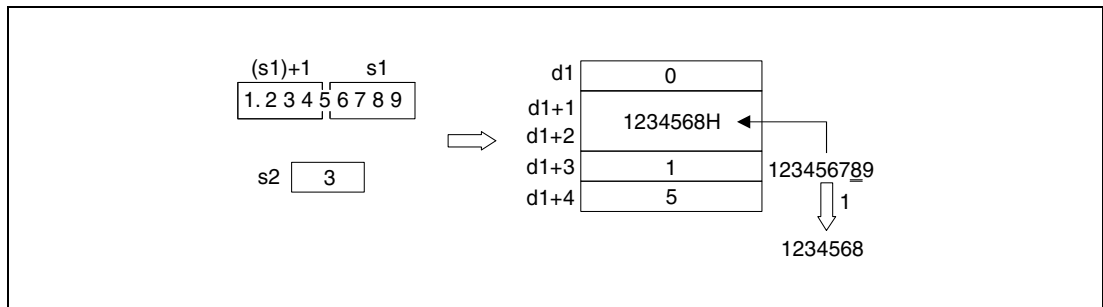 (s1)+1 s1
1. 2 3 4 5 6 7 8 9
s2 3
d1 0
d1+1
1234568H
d1+2
d1+3 1
d1+4 5
123456789
1
1234568